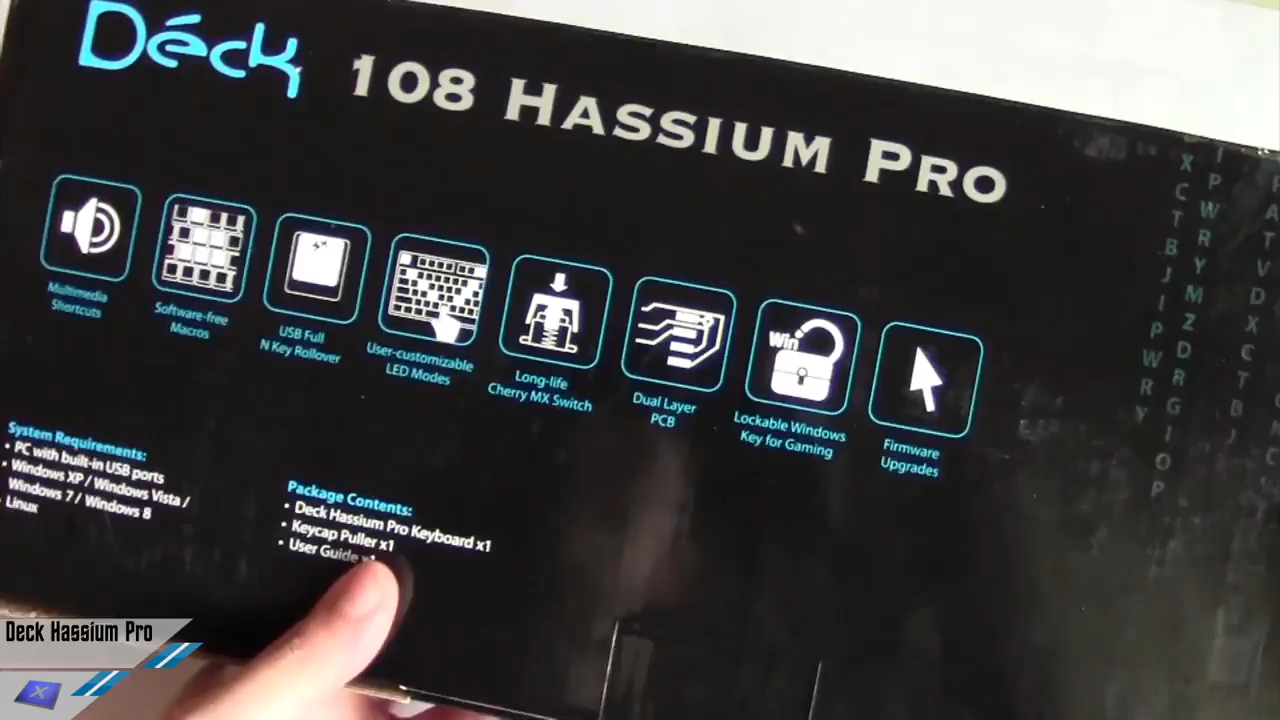 Déck
108 HASSIUM PRO
Multimedia
Shortcuts
Software-free
Macros
USB Full
N Key Rollover
User-customizable
LED Modes
Long-life
Cherry MX Switch
Dual Layer
PCB
Win
Lockable Windows
Key for Gaming
Firmware
Upgrades
System Requirements:
• PC with built-in USB ports
• Windows XP / Windows Vista /
Windows 7 / Windows 8
Linux
Package Contents:
• Deck Hassium Pro Keyboard x1
• Keycap Puller x1
• User Guide x1
Deck Hassium Pro